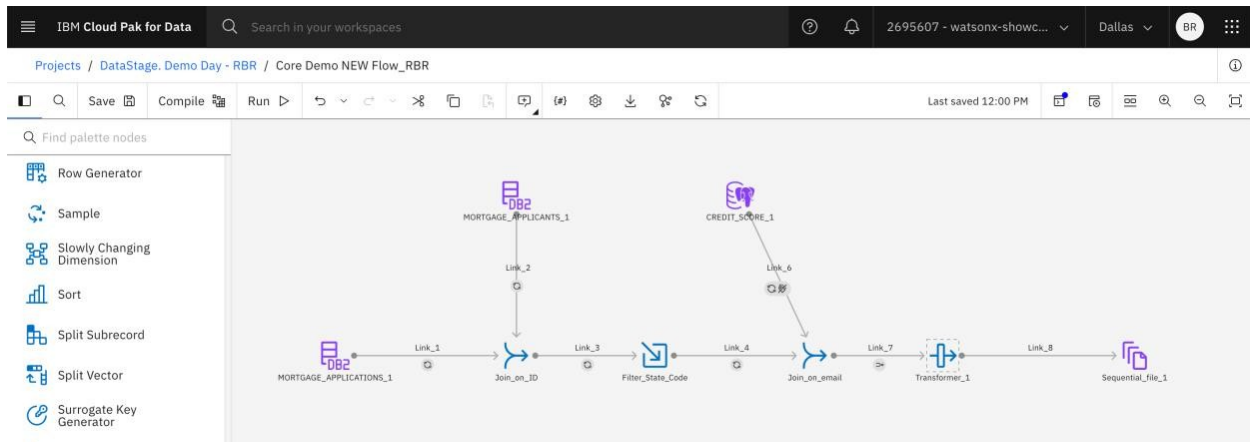 IBM Cloud Pak for Data
Search in your workspaces
2695607 - watsonx-showc...
Dallas
BR
Projects / DataStage. Demo Day - RBR / Core Demo NEW Flow_RBR
Save
Compile
Run
{#}
Last saved 12:00 PM
Find palette nodes
Row Generator
Sample
Slowly Changing
Dimension
Sort
Split Subrecord
Split Vector
Surrogate Key
Generator
DB2
MORTGAGE_APPLICANTS_1
CREDIT_SCORE_1
Link_2
Link_6
DB2
MORTGAGE_APPLICATIONS_1
Link_1
Join_on_ID
Link_3
Filter_State_Code
Link_4
Join_on_email
Link_7
Transformer_1
Link_8
Sequential_file_1